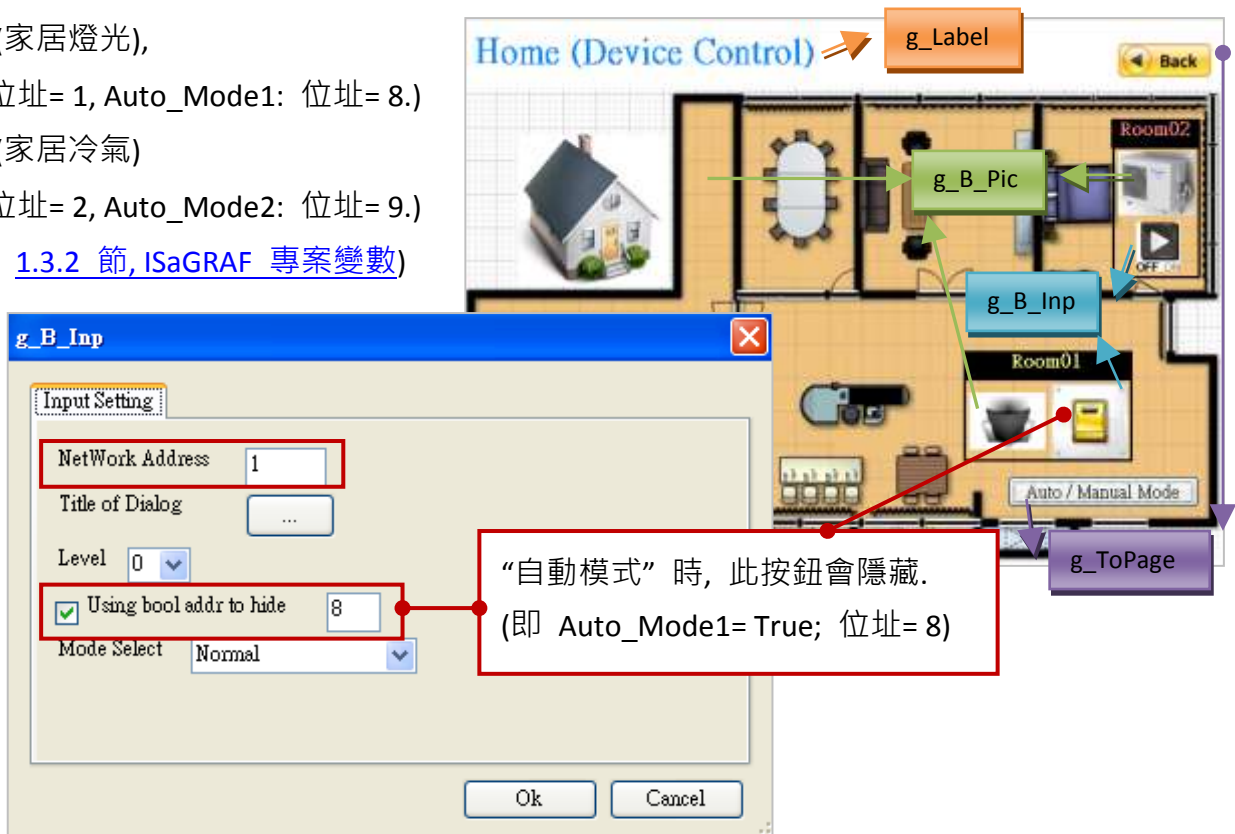 (家居燈光),
位址= 1, Auto_Mode1: 位址= 8.)
(家居冷氣)
位址= 2, Auto_Mode2: 位址= 9.)
1.3.2 節, ISaGRAF 專案變數)
Home (Device Control)
g_Label
Back
Room02
g_B_Pic
OFF ON
g_B_Inp
Room01
Auto / Manual Mode
g_ToPage
g_B_Inp
Input Setting
NetWork Address 1
Title of Dialog ...
Level 0
Using bool addr to hide 8
Mode Select Normal
Ok Cancel
“自動模式” 時, 此按鈕會隱藏.
(即 Auto_Mode1= True; 位址= 8)